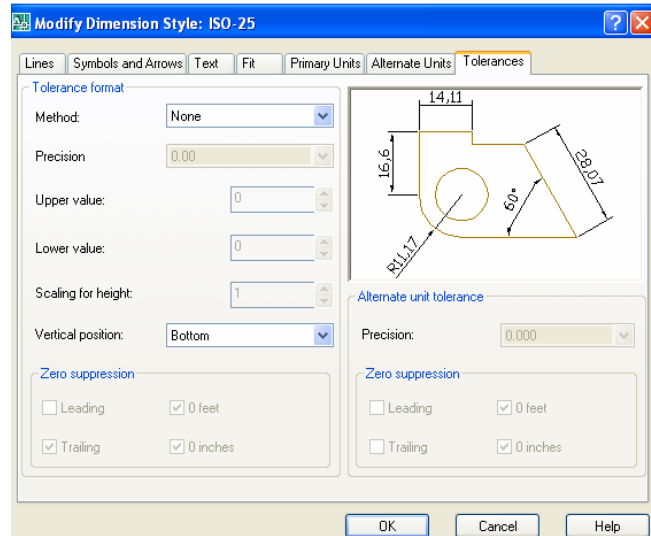 Modify Dimension Style: ISO-25
Lines Symbols and Arrows Text Fit Primary Units Alternate Units Tolerances
Tolerance format
Method: None
Precision 0.00
Upper value: 0
Lower value: 0
Scaling for height: 1
Vertical position: Bottom
Zero suppression
Leading 0 feet
Trailing 0 inches
14,11
16,6
28,07
60°
R11,17
Alternate unit tolerance
Precision: 0.000
Zero suppression
Leading 0 feet
Trailing 0 inches
OK Cancel Help